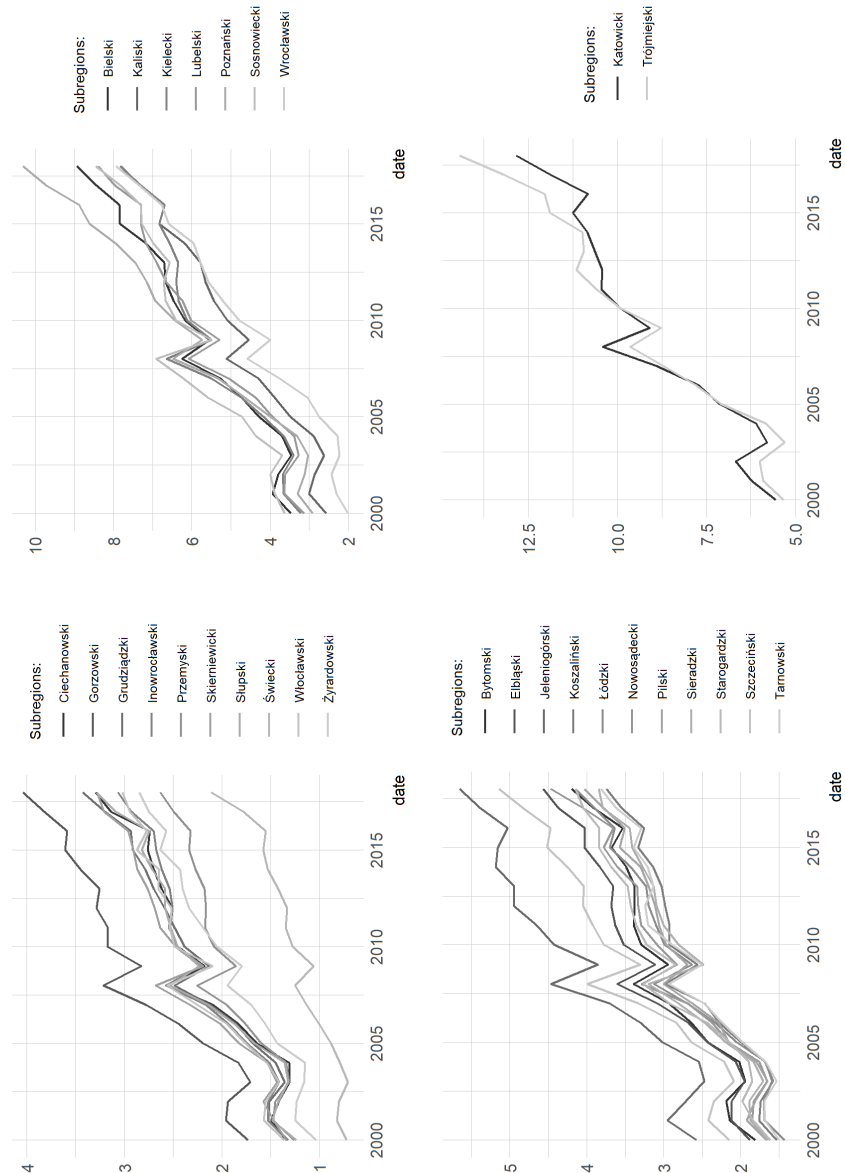 4
3
2
1
2000
2005
2010
2015
date
Subregions:
Ciechanowski
Gorzowski
Grudziądzki
Inowrocławski
Przemyski
Skierniewicki
Słupski
Świecki
Włocławski
Żyrardowski
10
8
6
4
2
2000
2005
2010
2015
date
Subregions:
Bielski
Kaliski
Kielecki
Lubelski
Poznański
Sosnowiecki
Wrocławski
5
4
3
2
2000
2005
2010
2015
date
Subregions:
Bytomski
Elbląski
Jeleniogórski
Koszaliński
Łódzki
Nowosądecki
Pilski
Sieradzki
Starogardzki
Szczeciński
Tarnowski
12.5
10.0
7.5
5.0
2000
2005
2010
2015
date
Subregions:
Katowicki
Trójmiejski